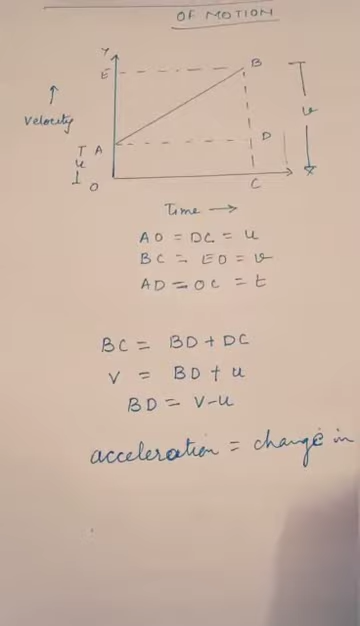 OF MOTION
Y
E
B
↑
velocity
v
A
D
u
O
C
X
Time →
AO = DC = u
BC = EO = v
AD = OC = t
BC = BD + DC
V = BD + u
BD = V - u
acceleration = change in